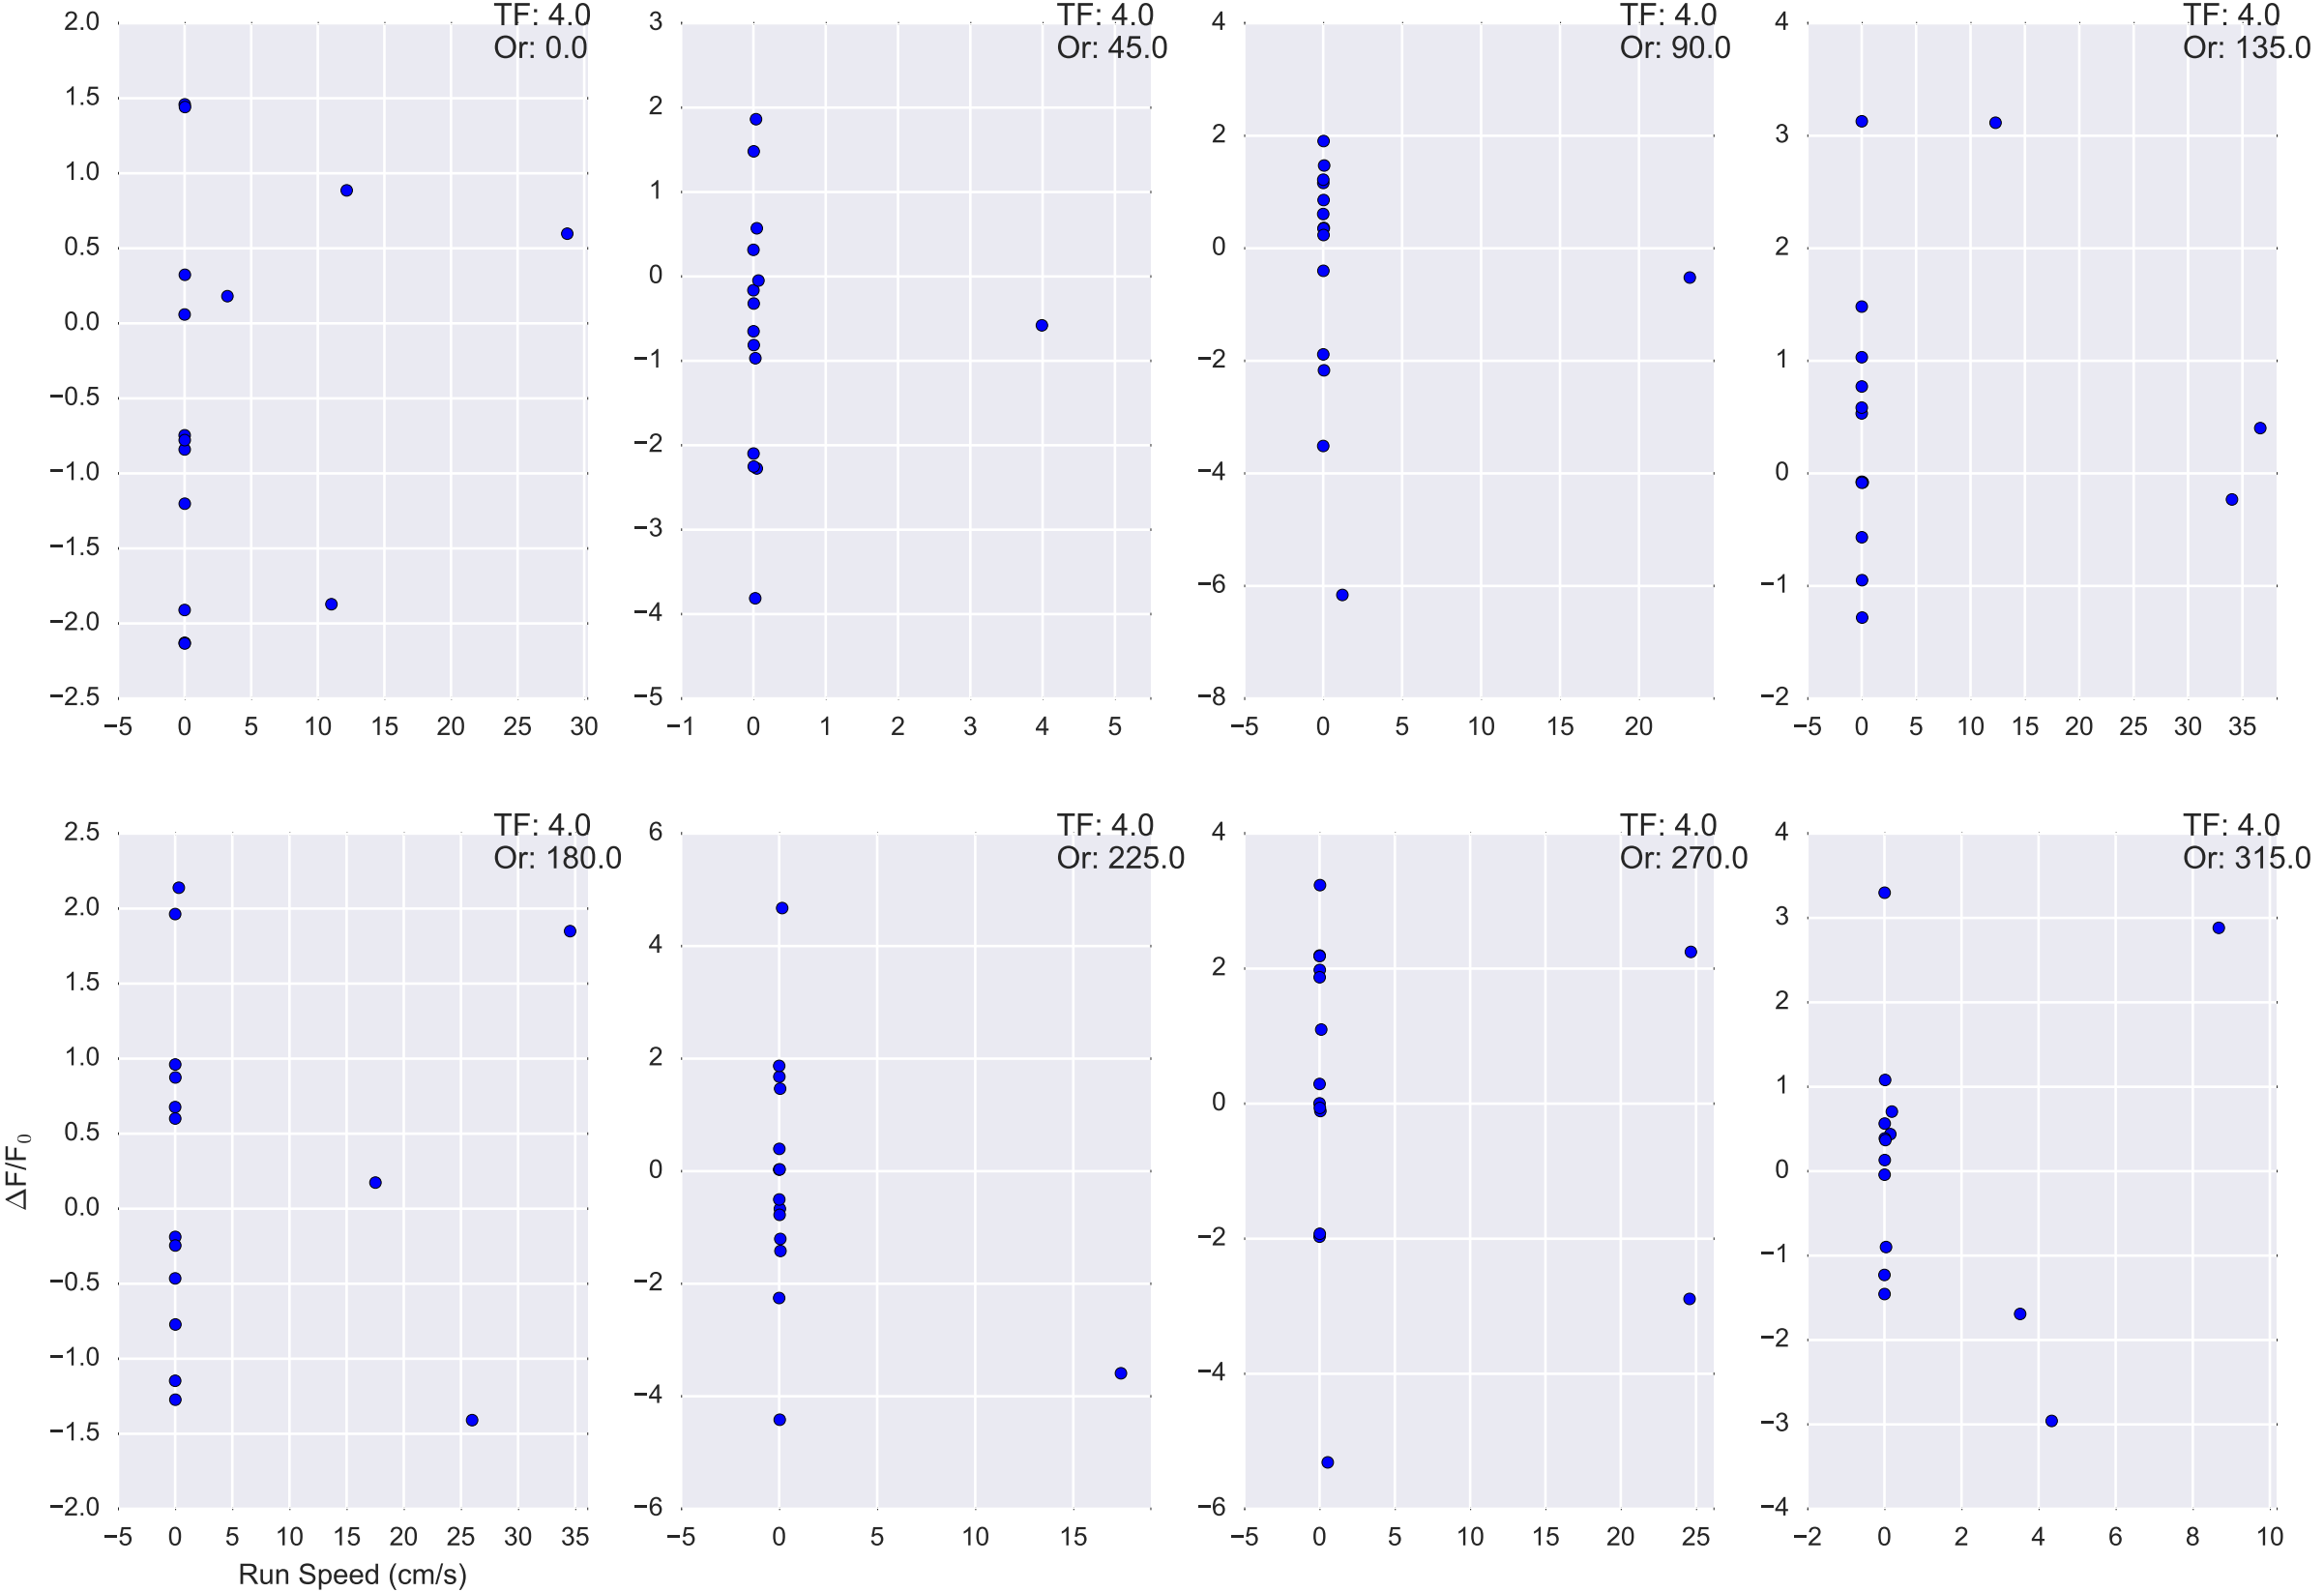 TF: 4.0
Or: 0.0
2.0
1.5
1.0
0.5
0.0
−0.5
−1.0
−1.5
−2.0
−2.5
−5 0 5 10 15 20 25 30
TF: 4.0
Or: 45.0
3
2
1
0
−1
−2
−3
−4
−5
−1 0 1 2 3 4 5
TF: 4.0
Or: 90.0
4
2
0
−2
−4
−6
−8
−5 0 5 10 15 20
TF: 4.0
Or: 135.0
4
3
2
1
0
−1
−2
−5 0 5 10 15 20 25 30 35
TF: 4.0
Or: 180.0
2.5
2.0
1.5
1.0
0.5
0.0
−0.5
−1.0
−1.5
−2.0
−5 0 5 10 15 20 25 30 35
ΔF/F₀
Run Speed (cm/s)
TF: 4.0
Or: 225.0
6
4
2
0
−2
−4
−6
−5 0 5 10 15
TF: 4.0
Or: 270.0
4
2
0
−2
−4
−6
−5 0 5 10 15 20 25
TF: 4.0
Or: 315.0
4
3
2
1
0
−1
−2
−3
−4
−2 0 2 4 6 8 10